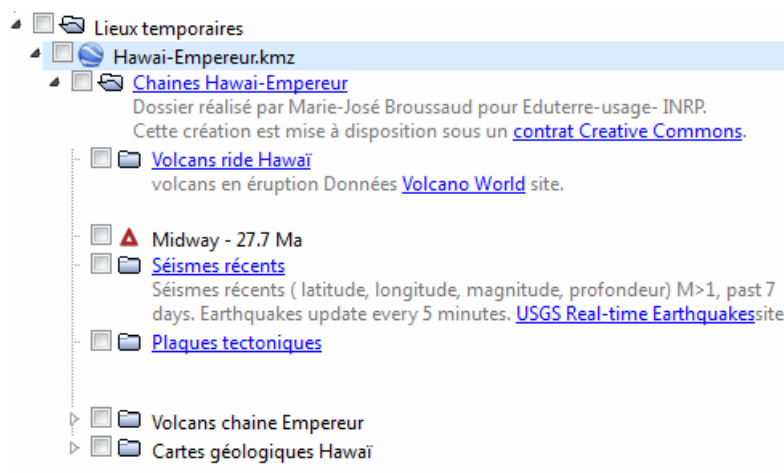 Lieux temporaires
Hawai-Empereur.kmz
Chaines Hawai-Empereur
Dossier réalisé par Marie-José Broussaud pour Eduterre-usage- INRP.
Cette création est mise à disposition sous un contrat Creative Commons.
Volcans ride Hawaï
volcans en éruption Données Volcano World site.
Midway - 27.7 Ma
Séismes récents
Séismes récents ( latitude, longitude, magnitude, profondeur) M>1, past 7
days. Earthquakes update every 5 minutes. USGS Real-time Earthquakessite
Plaques tectoniques
Volcans chaine Empereur
Cartes géologiques Hawaï